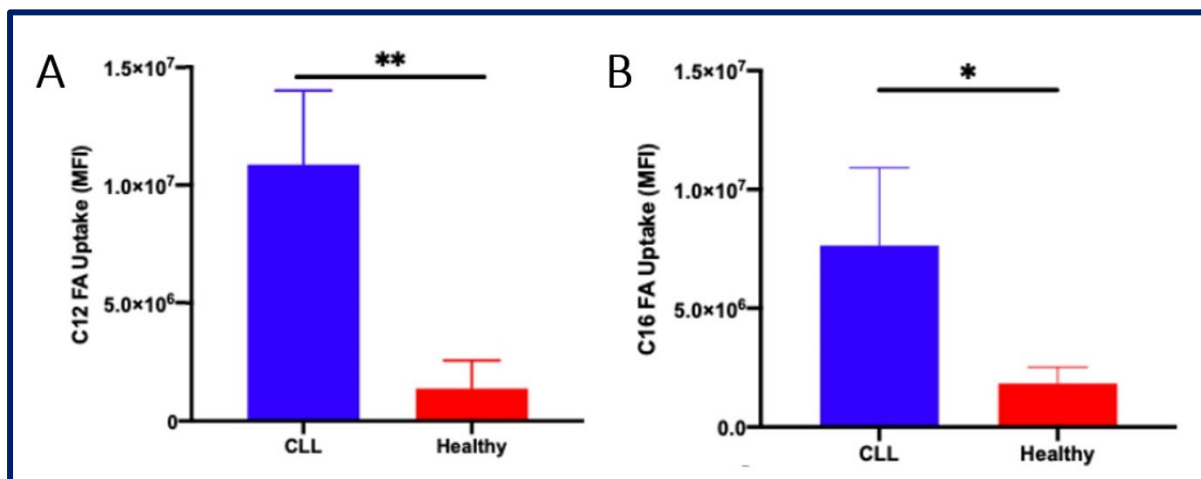 A
**
1.5×10⁷
1.0×10⁷
5.0×10⁶
0
C12 FA Uptake (MFI)
CLL Healthy
B
*
1.5×10⁷
1.0×10⁷
5.0×10⁶
0.0
C16 FA Uptake (MFI)
CLL Healthy